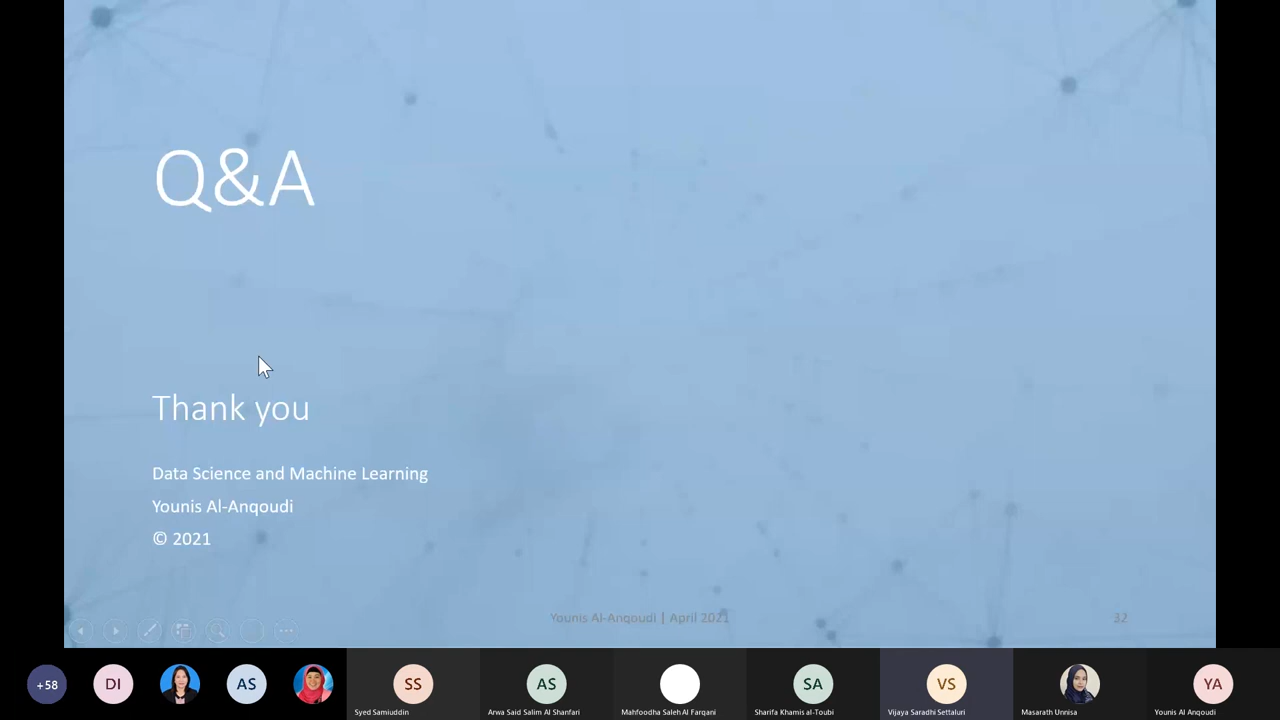 Q&A
Thank you
Data Science and Machine Learning
Younis Al-Anqoudi
© 2021
Younis Al-Anqoudi | April 2021
32
+58
DI
AS
SS
AS
SA
VS
YA
Syed Samiuddin
Arwa Said Salim Al Shanfari
Mahfoodha Saleh Al Farqani
Sharifa Khamis al-Toubi
Vijaya Saradhi Settaluri
Masarath Unnisa
Younis Al Anqoudi